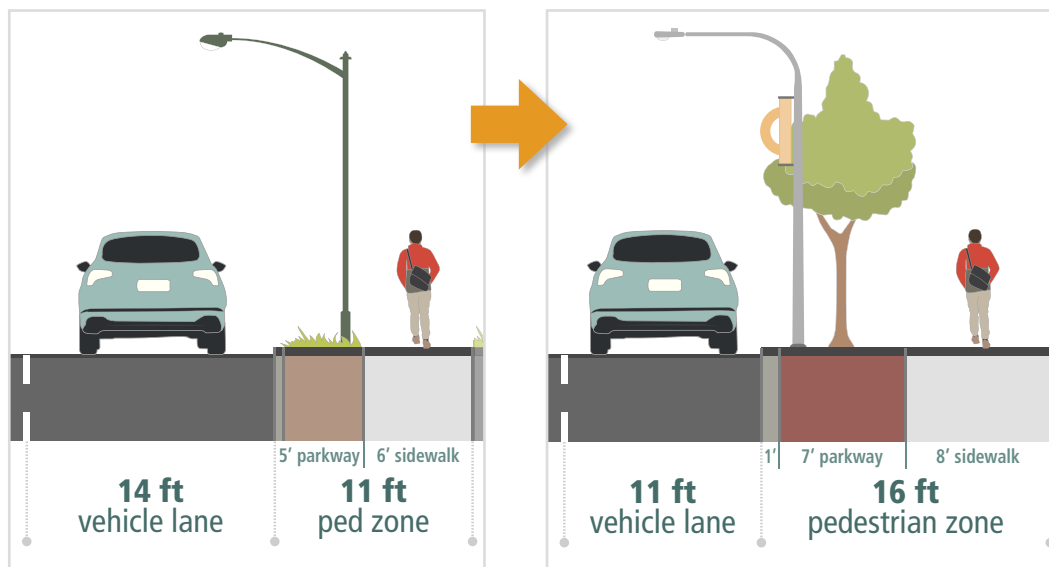 5’ parkway
6’ sidewalk
14 ft
vehicle lane
11 ft
ped zone
1’
7’ parkway
8’ sidewalk
11 ft
vehicle lane
16 ft
pedestrian zone